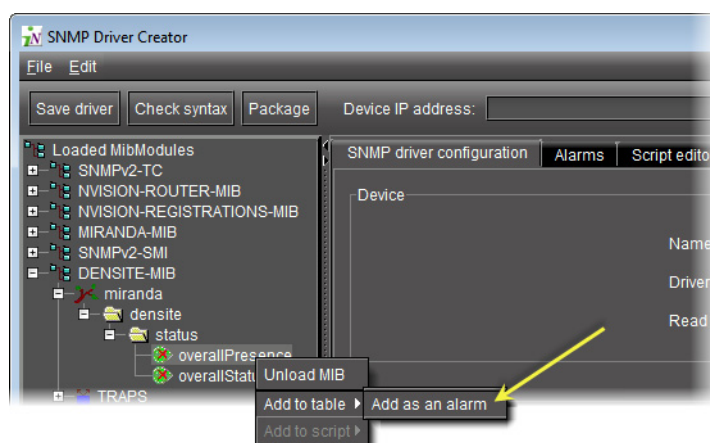 SNMP Driver Creator
File Edit
Save driver Check syntax Package Device IP address:
Loaded MibModules
SNMPv2-TC
NVISION-ROUTER-MIB
NVISION-REGISTRATIONS-MIB
MIRANDA-MIB
SNMPv2-SMI
DENSITE-MIB
miranda
densite
status
overallPresence
overallStatu
TRAPS
SNMP driver configuration Alarms Script edito
Device
Name
Driver
Read
Unload MIB
Add to table Add as an alarm
Add to script